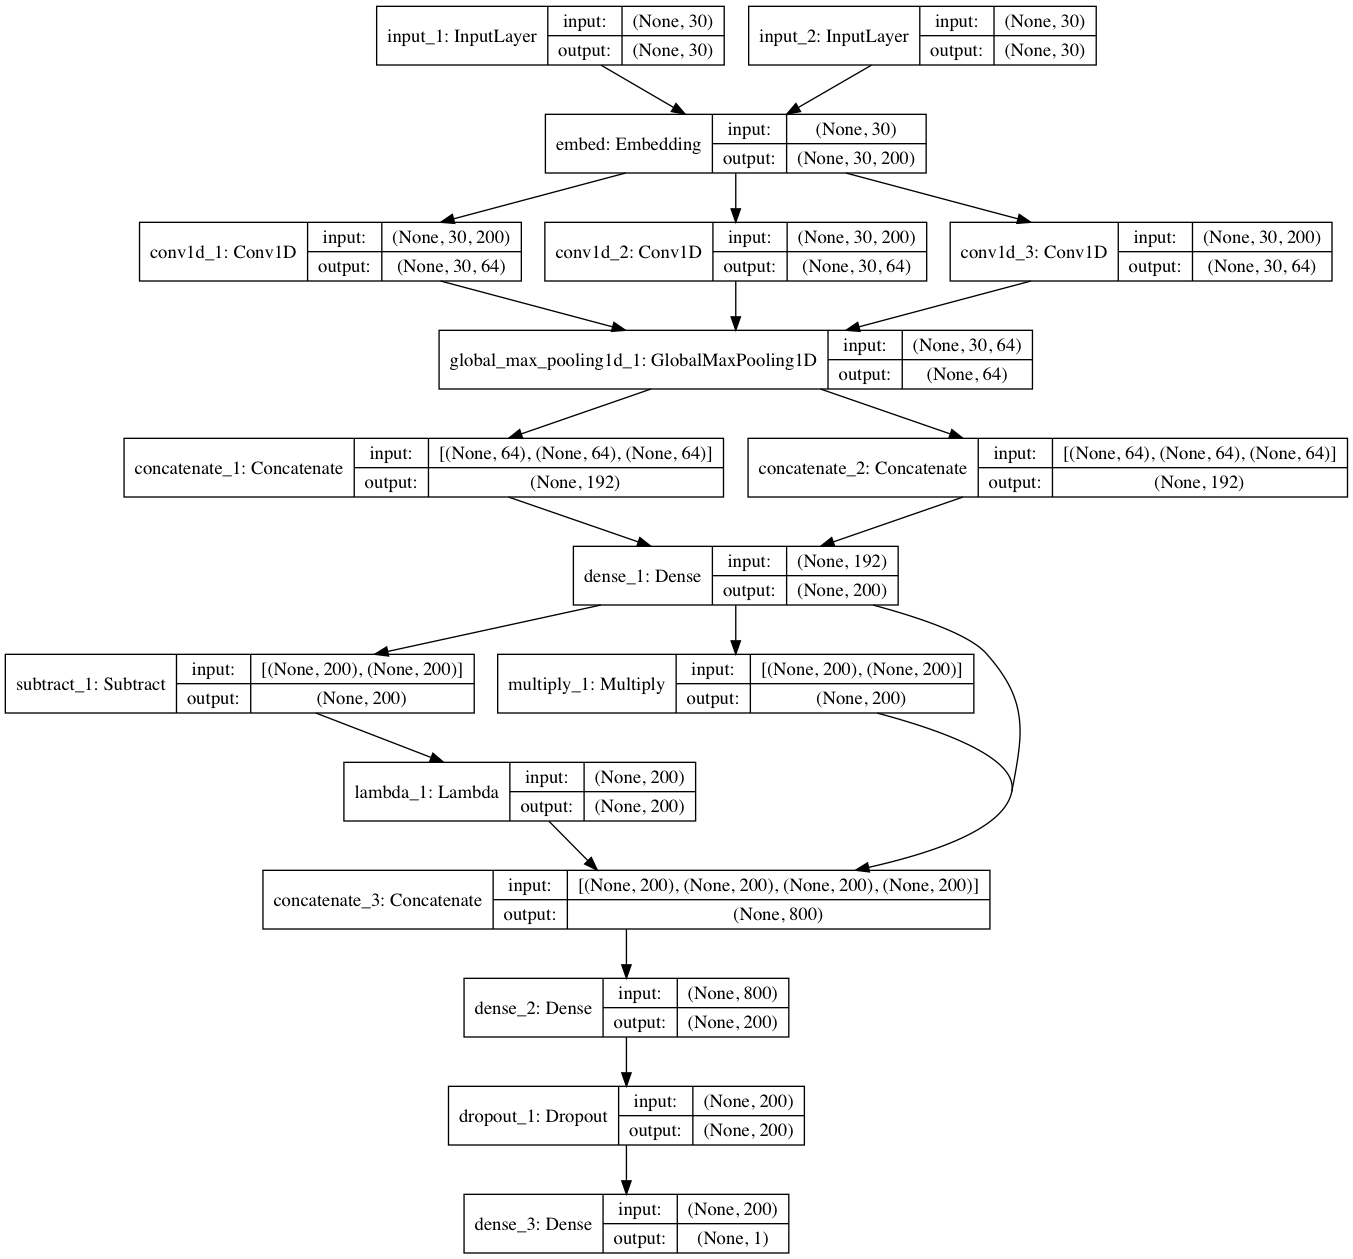 input_1: InputLayer
input: (None, 30)
output: (None, 30)
input_2: InputLayer
input: (None, 30)
output: (None, 30)
embed: Embedding
input: (None, 30)
output: (None, 30, 200)
conv1d_1: Conv1D
input: (None, 30, 200)
output: (None, 30, 64)
conv1d_2: Conv1D
input: (None, 30, 200)
output: (None, 30, 64)
conv1d_3: Conv1D
input: (None, 30, 200)
output: (None, 30, 64)
global_max_pooling1d_1: GlobalMaxPooling1D
input: (None, 30, 64)
output: (None, 64)
concatenate_1: Concatenate
input: [(None, 64), (None, 64), (None, 64)]
output: (None, 192)
concatenate_2: Concatenate
input: [(None, 64), (None, 64), (None, 64)]
output: (None, 192)
dense_1: Dense
input: (None, 192)
output: (None, 200)
subtract_1: Subtract
input: [(None, 200), (None, 200)]
output: (None, 200)
multiply_1: Multiply
input: [(None, 200), (None, 200)]
output: (None, 200)
lambda_1: Lambda
input: (None, 200)
output: (None, 200)
concatenate_3: Concatenate
input: [(None, 200), (None, 200), (None, 200), (None, 200)]
output: (None, 800)
dense_2: Dense
input: (None, 800)
output: (None, 200)
dropout_1: Dropout
input: (None, 200)
output: (None, 200)
dense_3: Dense
input: (None, 200)
output: (None, 1)